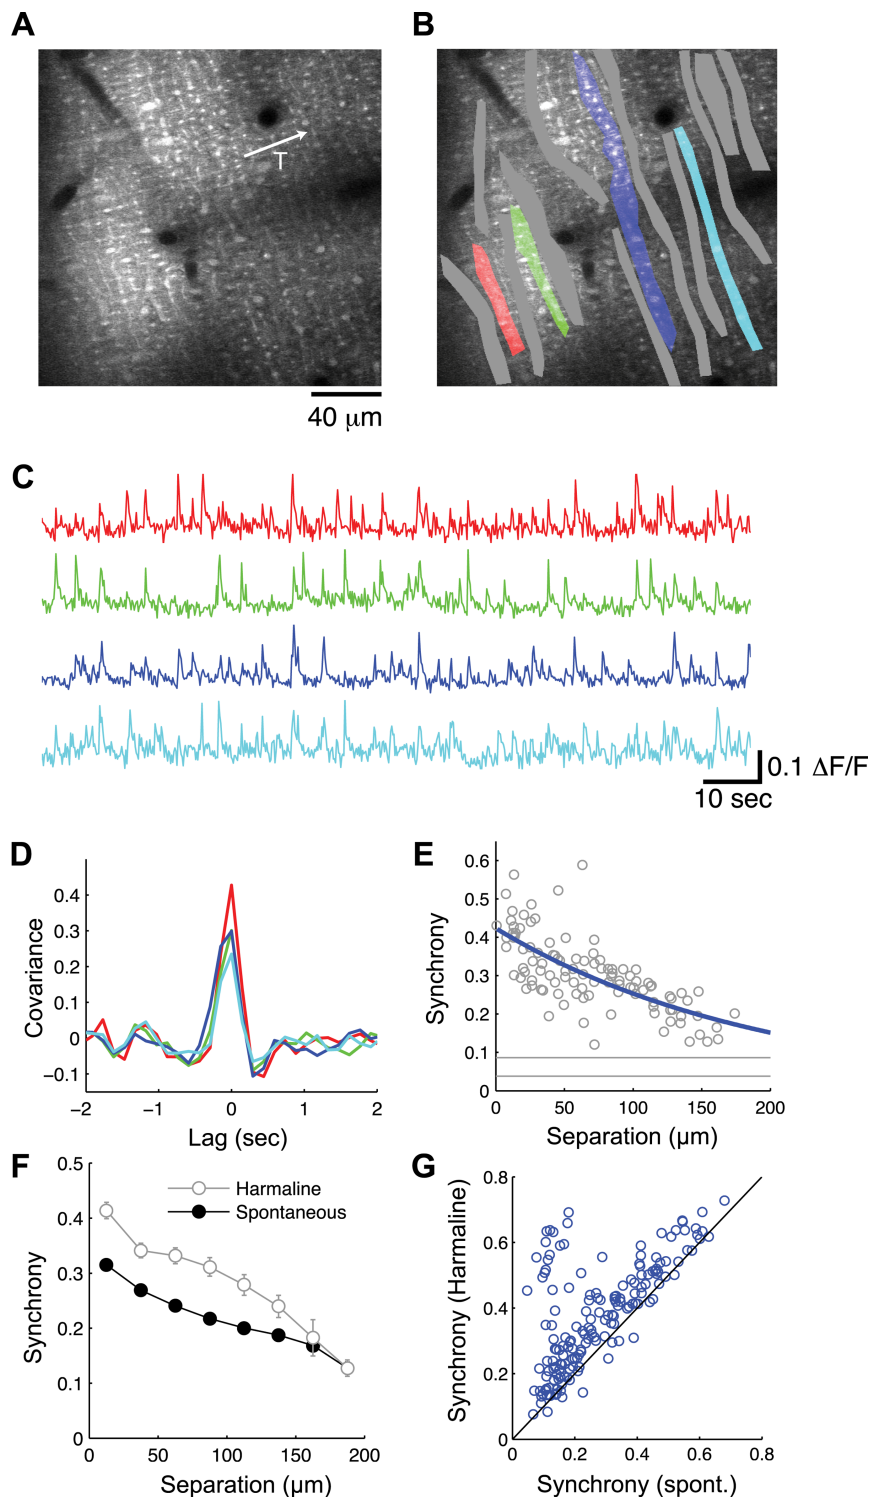 A
B
T
40 µm
C
0.1 ΔF/F
10 sec
D
E
Covariance
0.4
0.3
0.2
0.1
0
−0.1
−2
−1
0
1
2
Lag (sec)
Synchrony
0.6
0.5
0.4
0.3
0.2
0.1
0
0
50
100
150
200
Separation (µm)
F
G
Synchrony
0.5
0.4
0.3
0.2
0.1
0
Harmaline
Spontaneous
0
50
100
150
200
Separation (µm)
Synchrony (Harmaline)
0.8
0.6
0.4
0.2
0
0
0.2
0.4
0.6
0.8
Synchrony (spont.)